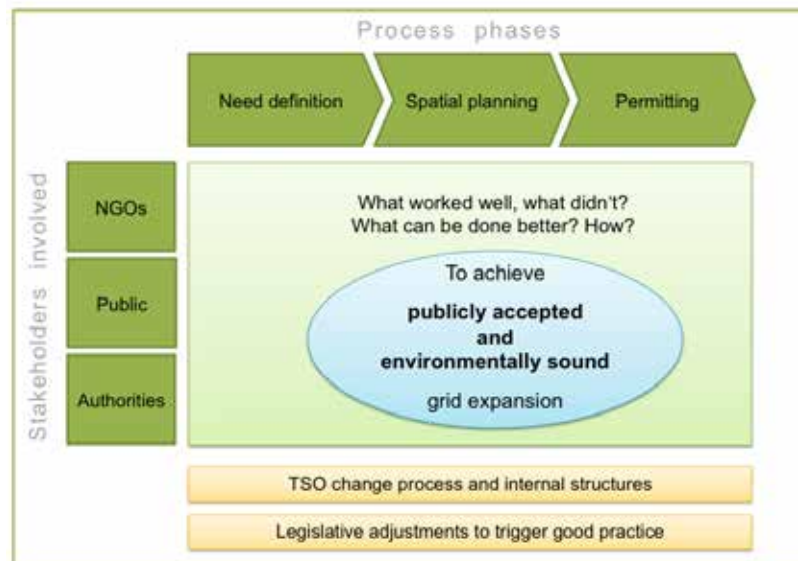 Process phases
Need definition
Spatial planning
Permitting
Stakeholders involved
NGOs
Public
Authorities
What worked well, what didn't?
What can be done better? How?
To achieve
publicly accepted
and
environmentally sound
grid expansion
TSO change process and internal structures
Legislative adjustments to trigger good practice